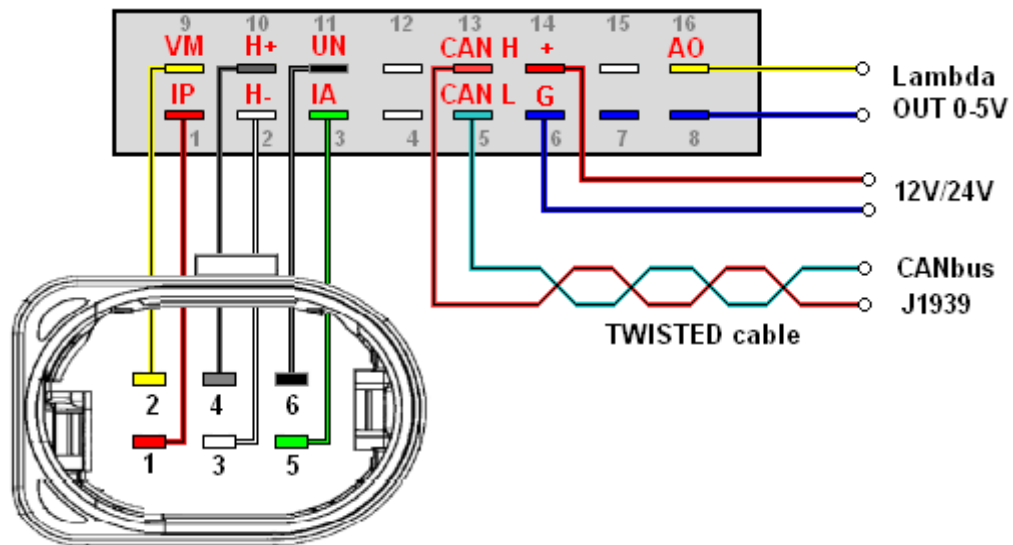 9 10 11 12 13 14 15 16
VM H+ UN CAN H + AO
IP H- IA CAN L G
1 2 3 4 5 6 7 8
Lambda
OUT 0-5V
12V/24V
CANbus
J1939
TWISTED cable
2 4 6
1 3 5